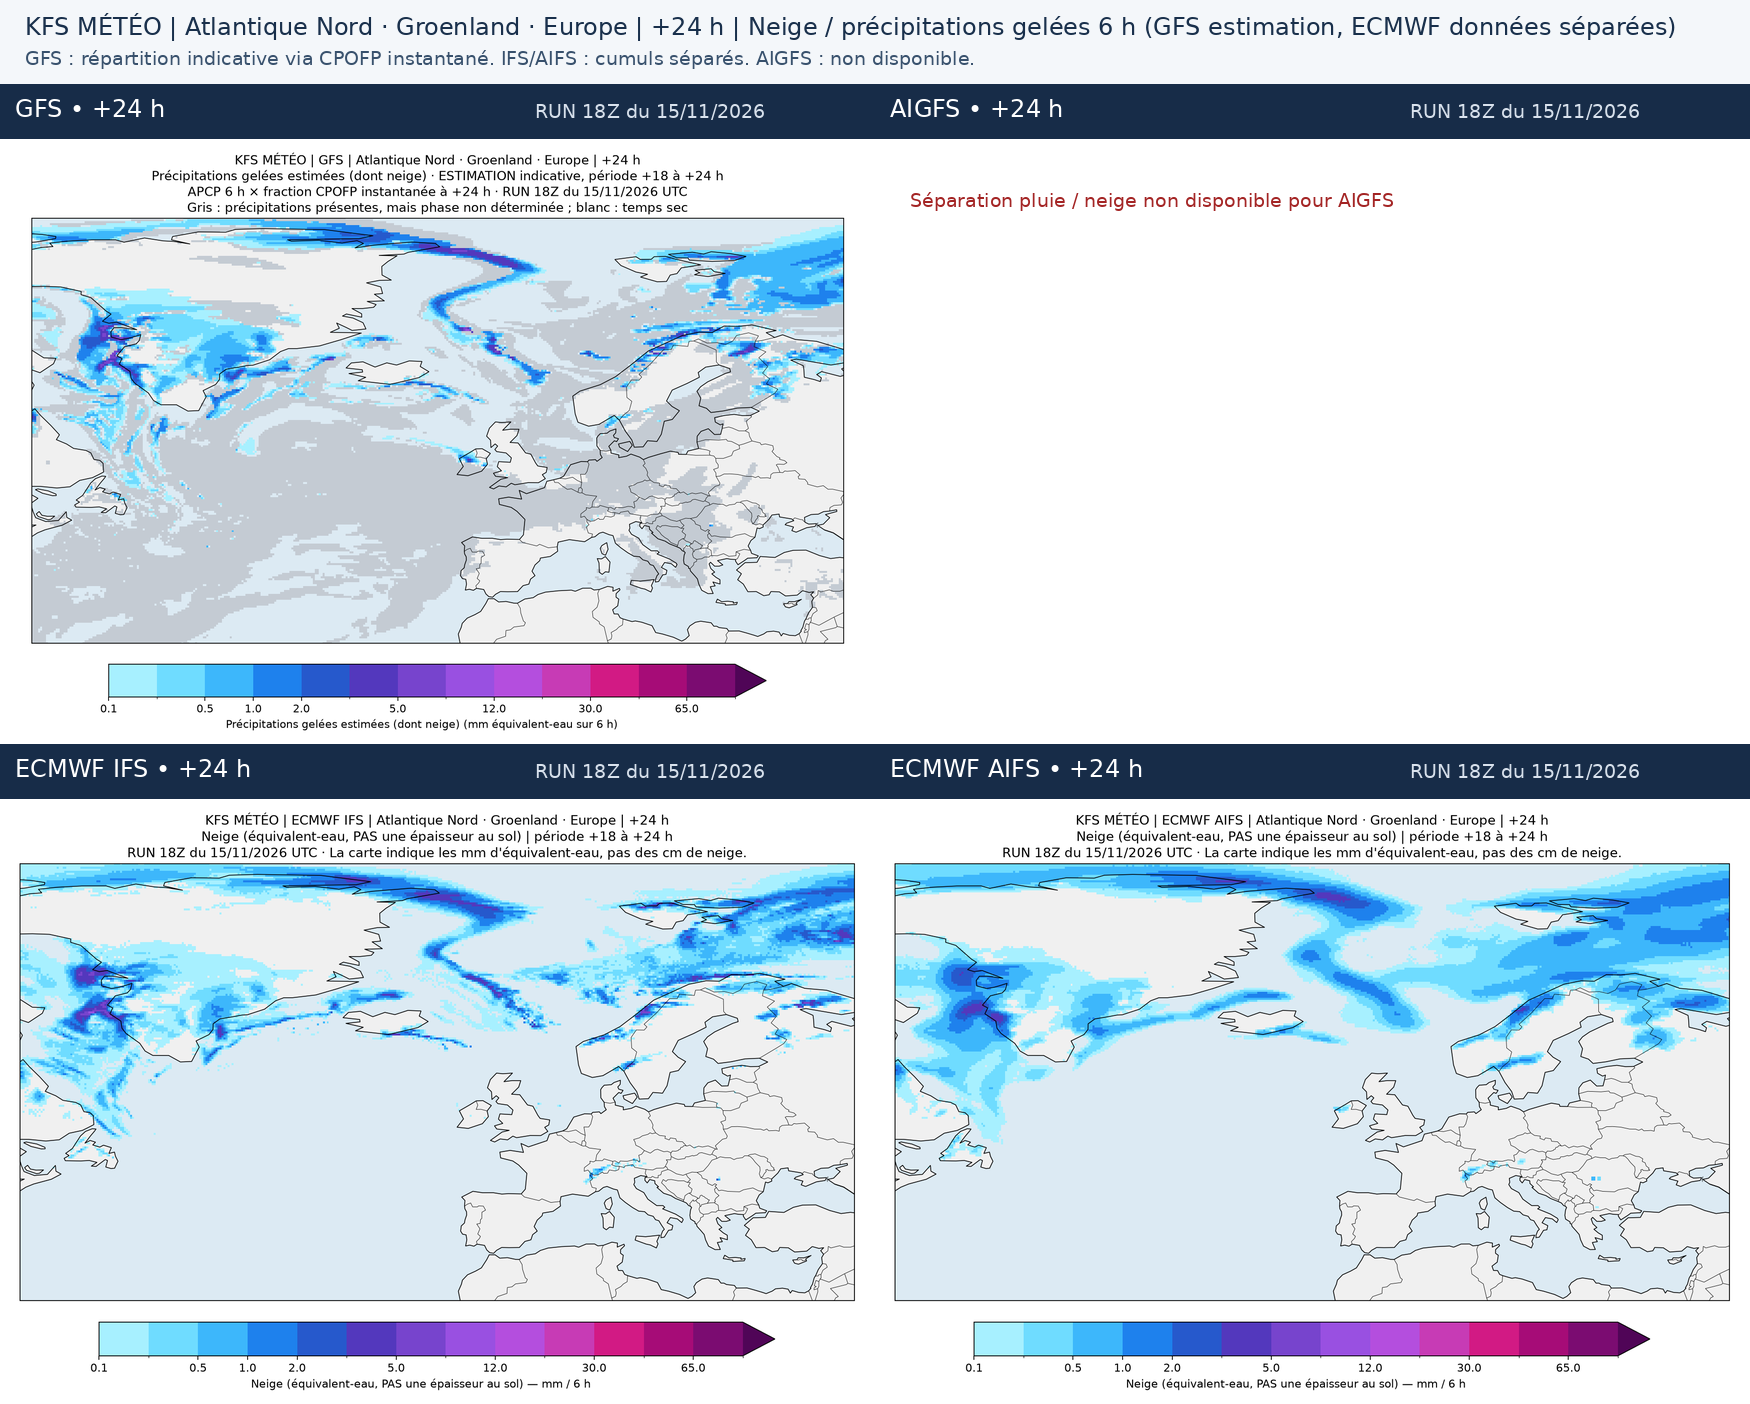 KFS MÉTÉO | Atlantique Nord · Groenland · Europe | +24 h | Neige / précipitations gelées 6 h (GFS estimation, ECMWF données séparées)
GFS : répartition indicative via CPOFP instantané. IFS/AIFS : cumuls séparés. AIGFS : non disponible.
GFS • +24 h
RUN 18Z du 15/11/2026
AIGFS • +24 h
RUN 18Z du 15/11/2026
KFS MÉTÉO | GFS | Atlantique Nord · Groenland · Europe | +24 h
Précipitations gelées estimées (dont neige) · ESTIMATION indicative, période +18 à +24 h
APCP 6 h × fraction CPOFP instantanée à +24 h · RUN 18Z du 15/11/2026 UTC
Gris : précipitations présentes, mais phase non déterminée ; blanc : temps sec
Séparation pluie / neige non disponible pour AIGFS
0.1 0.5 1.0 2.0 5.0 12.0 30.0 65.0
Précipitations gelées estimées (dont neige) (mm équivalent-eau sur 6 h)
ECMWF IFS • +24 h
RUN 18Z du 15/11/2026
ECMWF AIFS • +24 h
RUN 18Z du 15/11/2026
KFS MÉTÉO | ECMWF IFS | Atlantique Nord · Groenland · Europe | +24 h
Neige (équivalent-eau, PAS une épaisseur au sol) | période +18 à +24 h
RUN 18Z du 15/11/2026 UTC · La carte indique les mm d'équivalent-eau, pas des cm de neige.
KFS MÉTÉO | ECMWF AIFS | Atlantique Nord · Groenland · Europe | +24 h
Neige (équivalent-eau, PAS une épaisseur au sol) | période +18 à +24 h
RUN 18Z du 15/11/2026 UTC · La carte indique les mm d'équivalent-eau, pas des cm de neige.
0.1 0.5 1.0 2.0 5.0 12.0 30.0 65.0
Neige (équivalent-eau, PAS une épaisseur au sol) — mm / 6 h
0.1 0.5 1.0 2.0 5.0 12.0 30.0 65.0
Neige (équivalent-eau, PAS une épaisseur au sol) — mm / 6 h